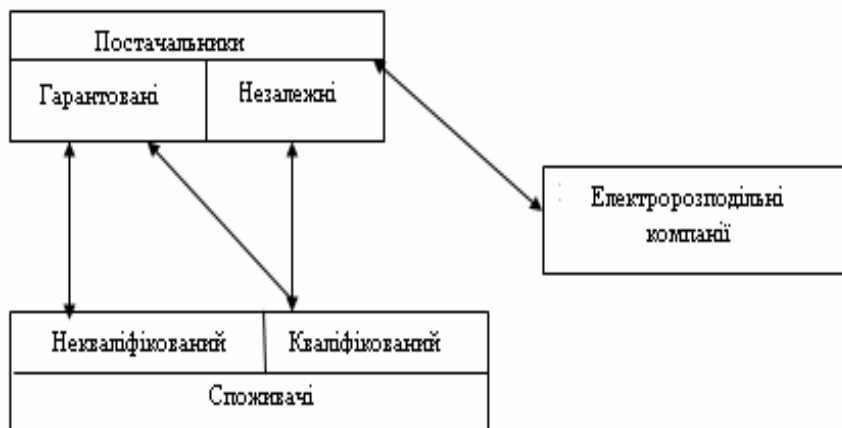 Постачальники
Гарантовані
Незалежні
Електророзподільні
компанії
Некваліфікований
Кваліфікований
Споживачі